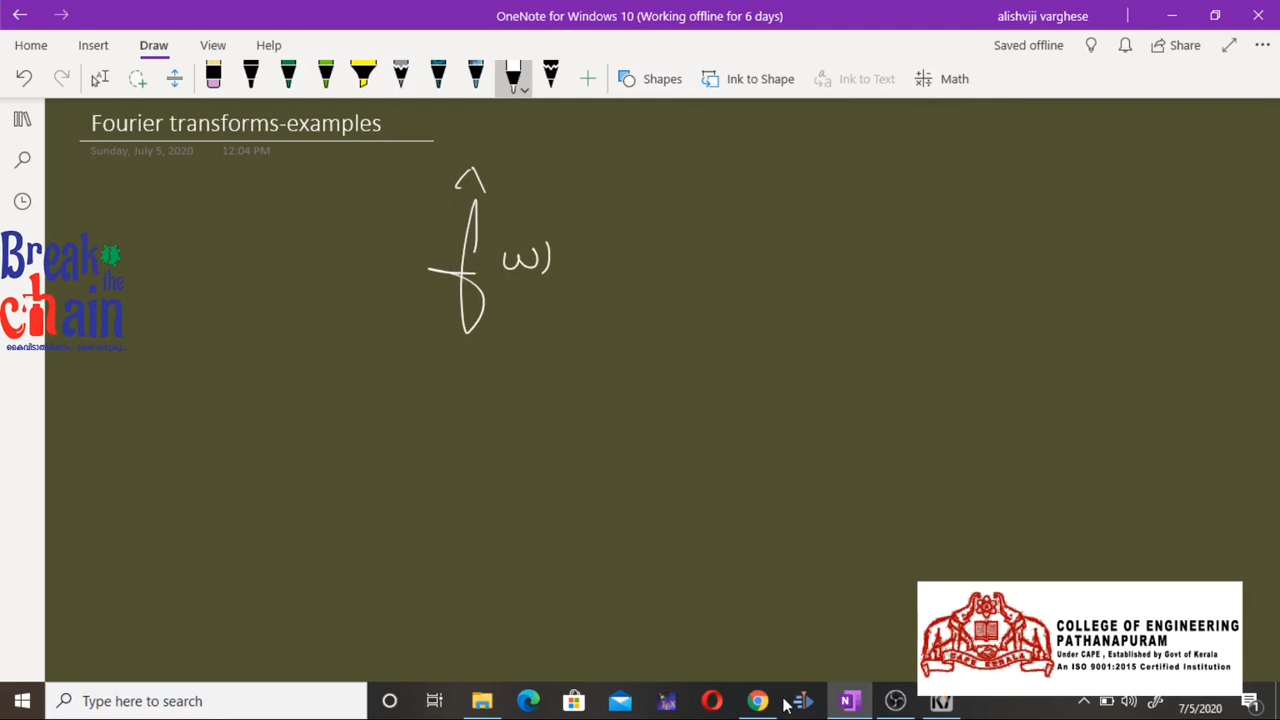 OneNote for Windows 10 (Working offline for 6 days)
alishviji varghese
Home Insert Draw View Help
Saved offline
Share
Shapes
Ink to Shape
Ink to Text
Math
Fourier transforms-examples
Sunday, July 5, 2020 12:04 PM
f̂ ω)
Break
the
chain
COLLEGE OF ENGINEERING
PATHANAPURAM
Under CAPE , Established by Govt of Kerala
An ISO 9001:2015 Certified Institution
CAPE KERALA
Type here to search
7/5/2020